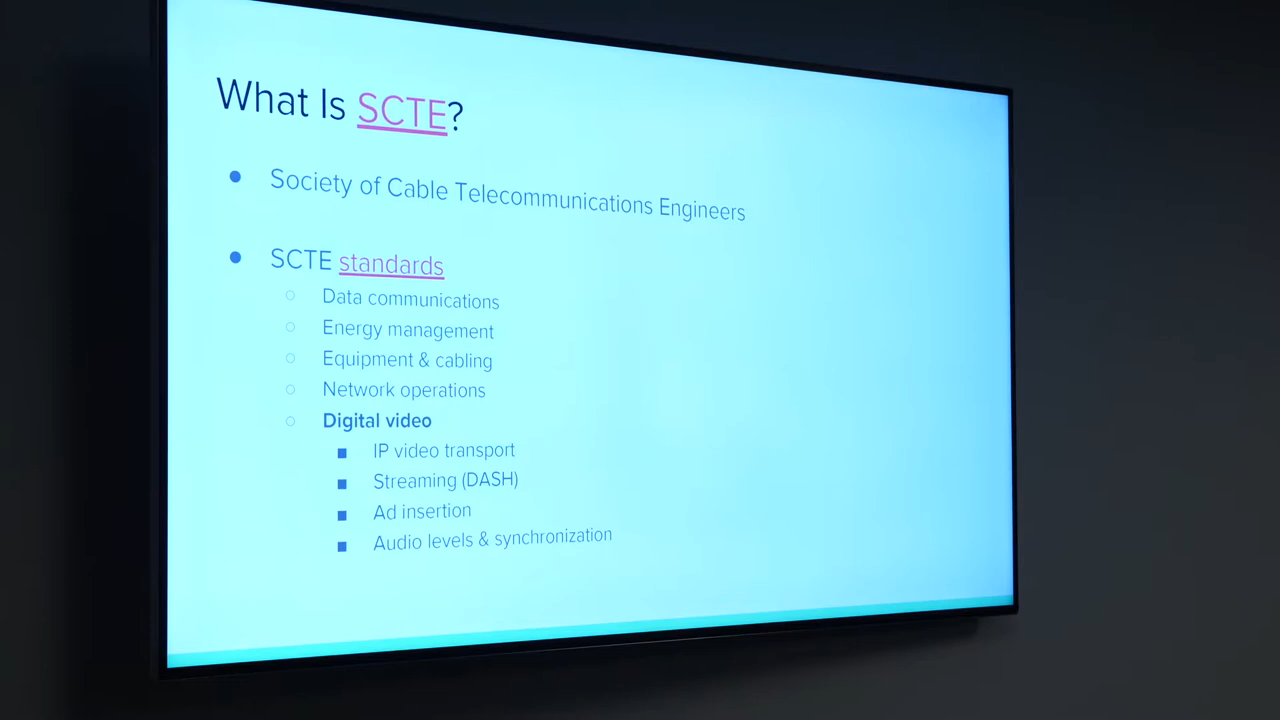 What Is SCTE?
Society of Cable Telecommunications Engineers
SCTE standards
Data communications
Energy management
Equipment & cabling
Network operations
Digital video
IP video transport
Streaming (DASH)
Ad insertion
Audio levels & synchronization